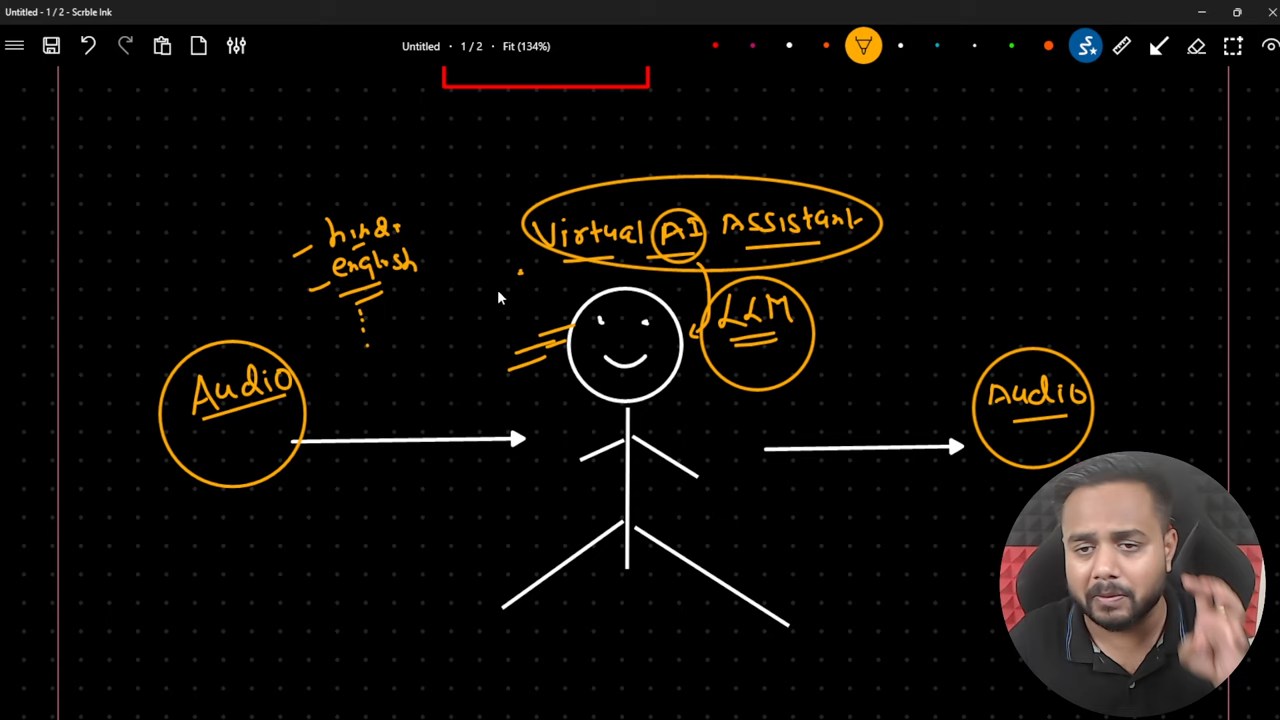 Untitled - 1 / 2 - Scrble Ink
Untitled · 1 / 2 · Fit (134%)
Virtual AI Assistant
- hindi
english
-
LLM
Audio
Audio